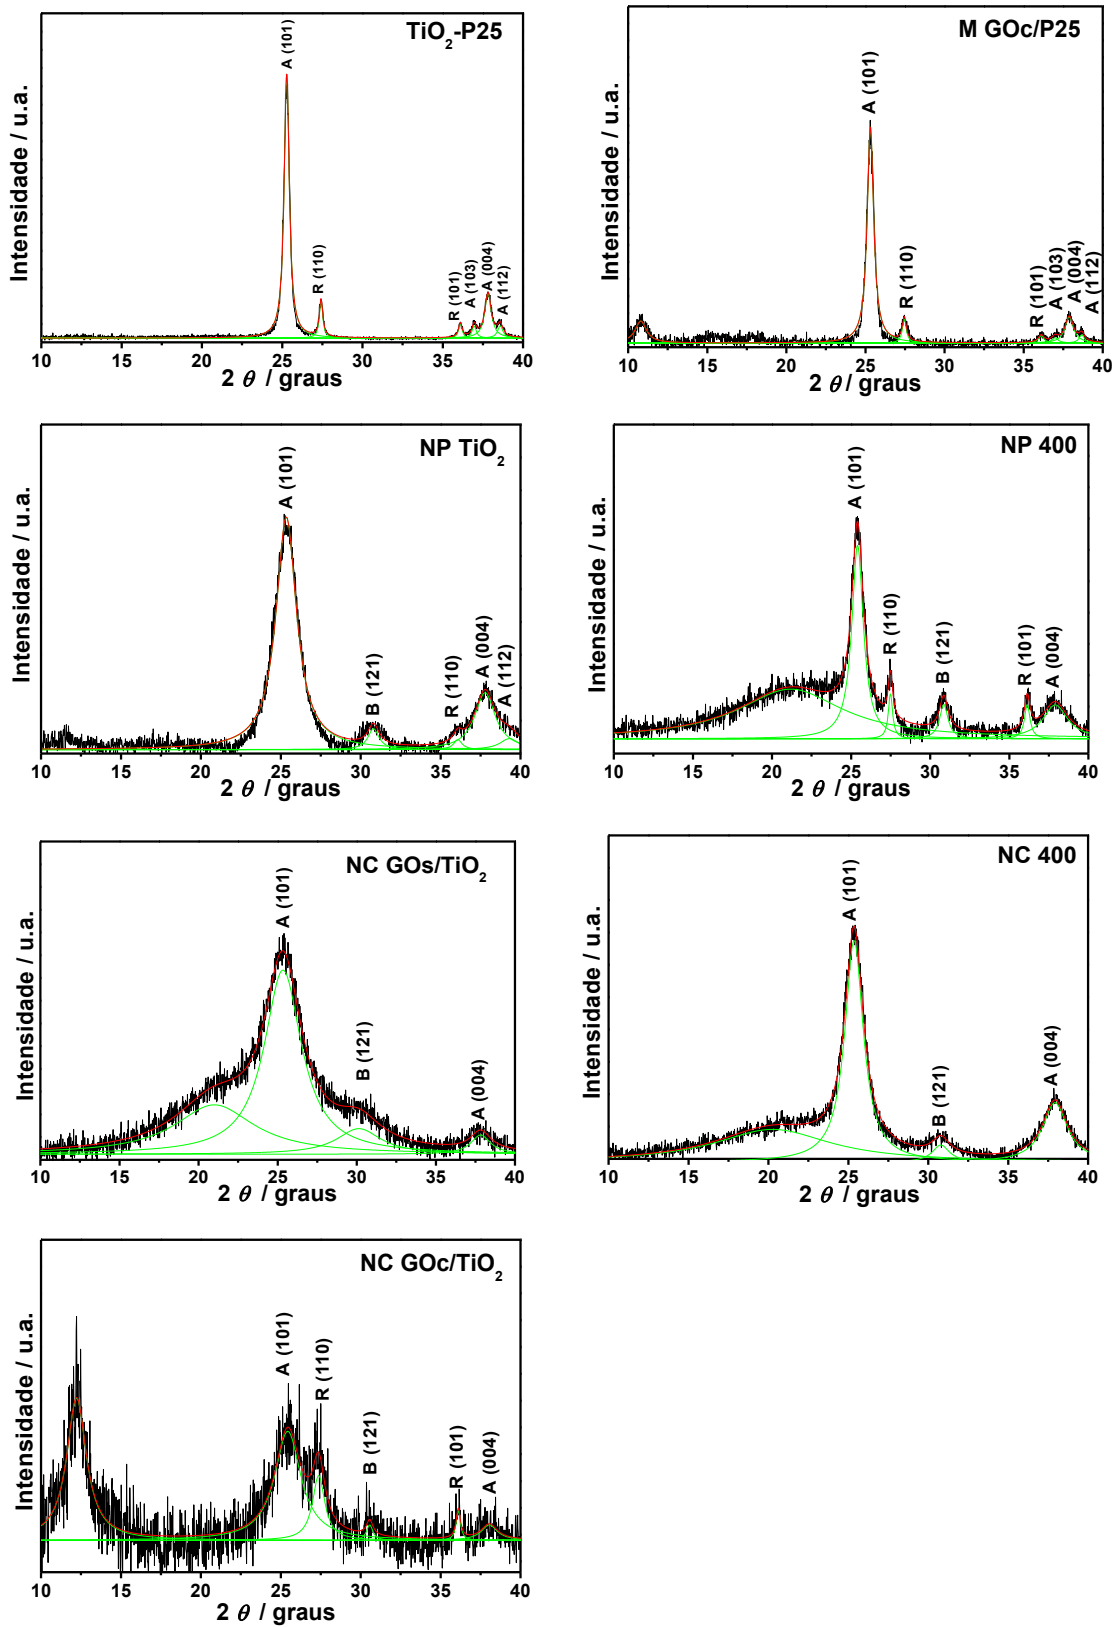 TiO2-P25
A (101)
R (110)
R (101)
A (103)
A (004)
A (112)
Intensidade / u.a.
10 15 20 25 30 35 40
2 θ / graus
M GOc/P25
A (101)
R (110)
R (101)
A (103)
A (004)
A (112)
Intensidade / u.a.
10 15 20 25 30 35 40
2 θ / graus
NP TiO2
A (101)
B (121)
R (110)
A (004)
A (112)
Intensidade / u.a.
10 15 20 25 30 35 40
2 θ / graus
NP 400
A (101)
R (110)
B (121)
R (101)
A (004)
Intensidade / u.a.
10 15 20 25 30 35 40
2 θ / graus
NC GOs/TiO2
A (101)
B (121)
A (004)
Intensidade / u.a.
10 15 20 25 30 35 40
2 θ / graus
NC 400
A (101)
B (121)
A (004)
Intensidade / u.a.
10 15 20 25 30 35 40
2 θ / graus
NC GOc/TiO2
A (101)
R (110)
B (121)
R (101)
A (004)
Intensidade / u.a.
10 15 20 25 30 35 40
2 θ / graus